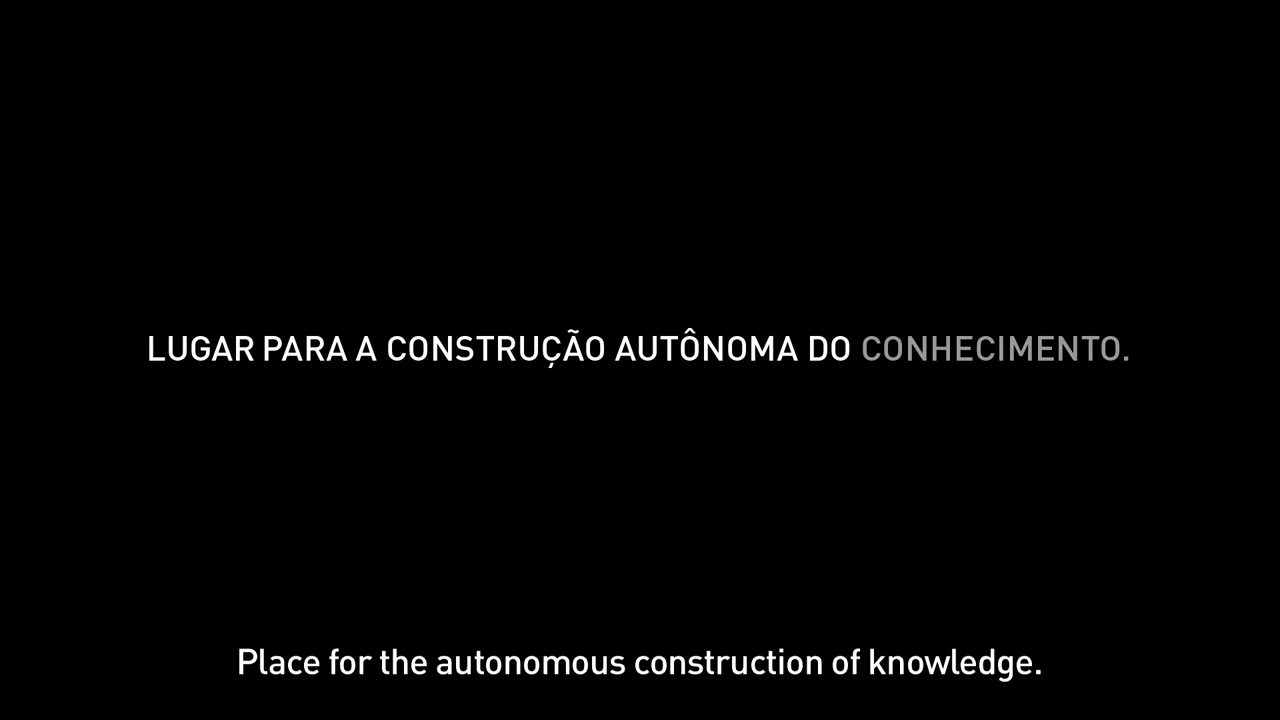 LUGAR PARA A CONSTRUÇÃO AUTÔNOMA DO CONHECIMENTO.
Place for the autonomous construction of knowledge.